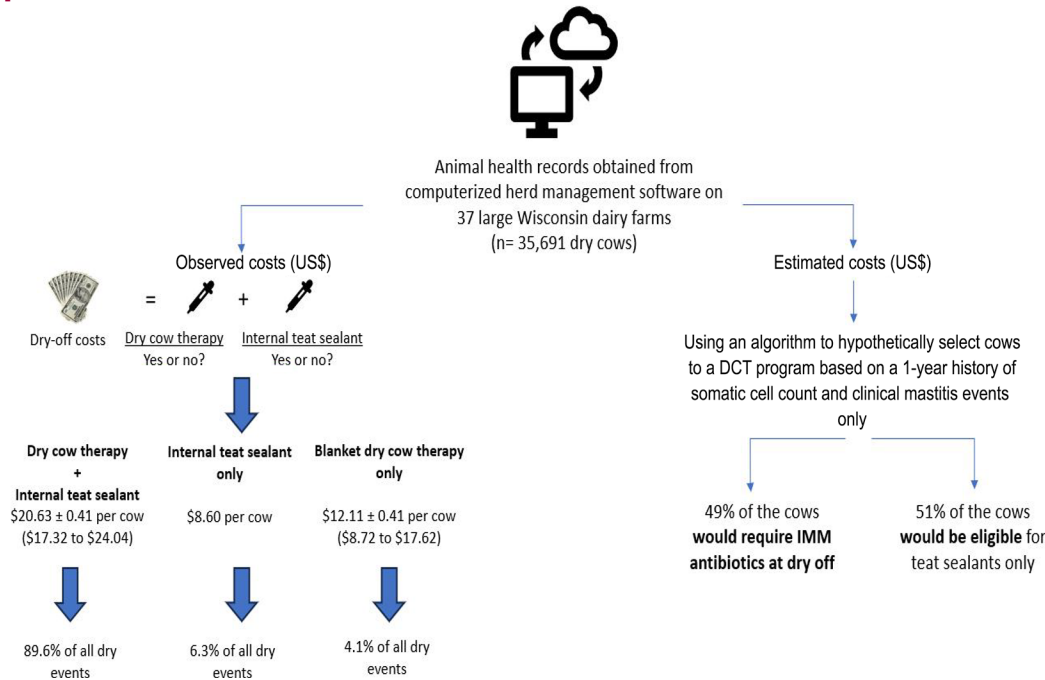 Animal health records obtained from
computerized herd management software on
37 large Wisconsin dairy farms
(n= 35,691 dry cows)
Observed costs (US$)
=
+
Dry-off costs
Dry cow therapy
Yes or no?
Internal teat sealant
Yes or no?
Dry cow therapy
+
Internal teat sealant
$20.63 ± 0.41 per cow
($17.32 to $24.04)
Internal teat sealant
only
$8.60 per cow
Blanket dry cow therapy
only
$12.11 ± 0.41 per cow
($8.72 to $17.62)
89.6% of all dry
events
6.3% of all dry
events
4.1% of all dry
events
Estimated costs (US$)
Using an algorithm to hypothetically select cows
to a DCT program based on a 1-year history of
somatic cell count and clinical mastitis events
only
49% of the cows
would require IMM
antibiotics at dry off
51% of the cows
would be eligible for
teat sealants only